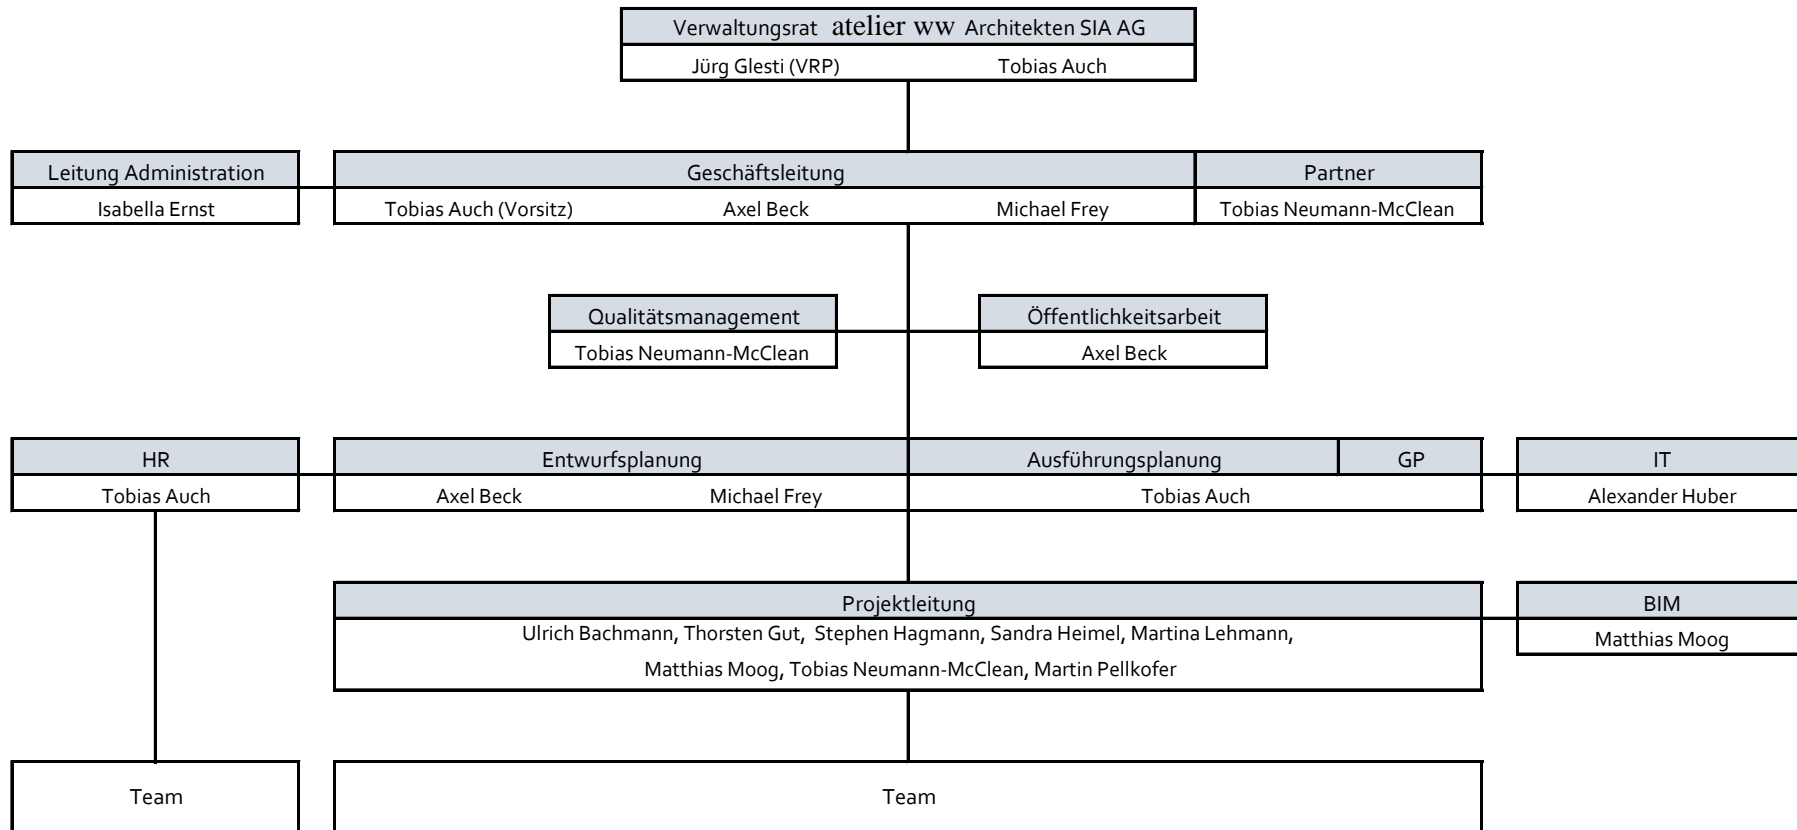 Verwaltungsrat atelier ww Architekten SIA AG
Jürg Glesti (VRP) Tobias Auch
Leitung Administration Geschäftsleitung Partner
Isabella Ernst Tobias Auch (Vorsitz) Axel Beck Michael Frey Tobias Neumann-McClean
Qualitätsmanagement Öffentlichkeitsarbeit
Tobias Neumann-McClean Axel Beck
HR Entwurfsplanung Ausführungsplanung GP IT
Tobias Auch Axel Beck Michael Frey Tobias Auch Alexander Huber
Projektleitung BIM
Ulrich Bachmann, Thorsten Gut, Stephen Hagmann, Sandra Heimel, Martina Lehmann,
Matthias Moog
Matthias Moog, Tobias Neumann-McClean, Martin Pellkofer
Team Team